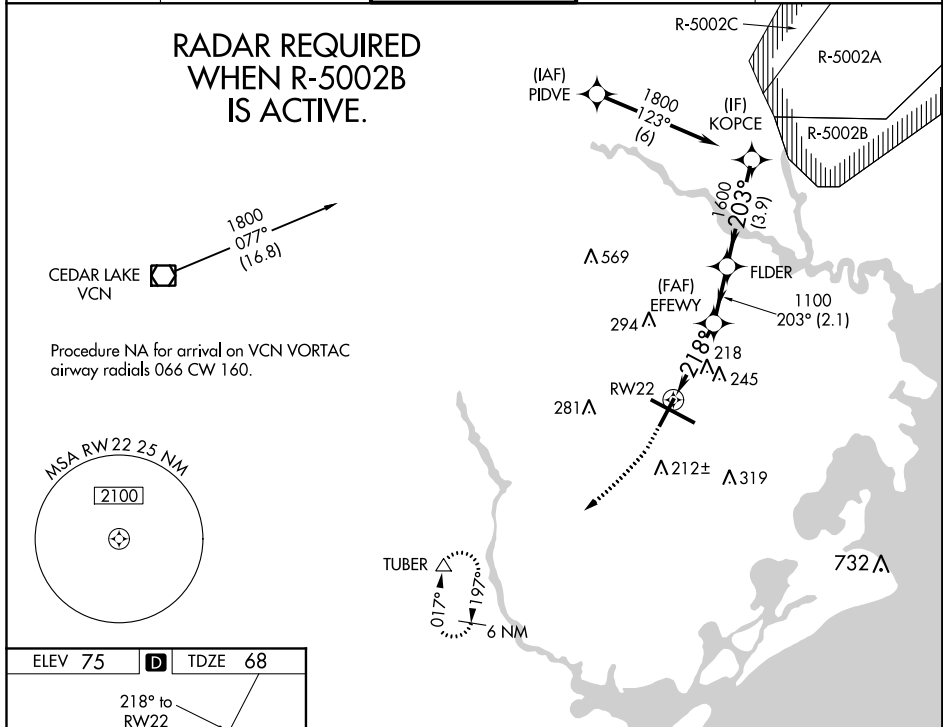 RADAR REQUIRED
WHEN R-5002B
IS ACTIVE.
R-5002C
R-5002A
R-5002B
(IAF)
PIDVE
1800
123°
(6)
(IF)
KOPCE
1600
203°
(3.9)
1800
077°
(16.8)
CEDAR LAKE
VCN
569
FLDER
(FAF)
EFEWY
1100
203° (2.1)
294
218°
218
245
Procedure NA for arrival on VCN VORTAC
airway radials 066 CW 160.
RW22
281
212±
319
MSA RW22 25 NM
2100
TUBER
017°
197°
6 NM
732
ELEV 75 D TDZE 68
218° to
RW22